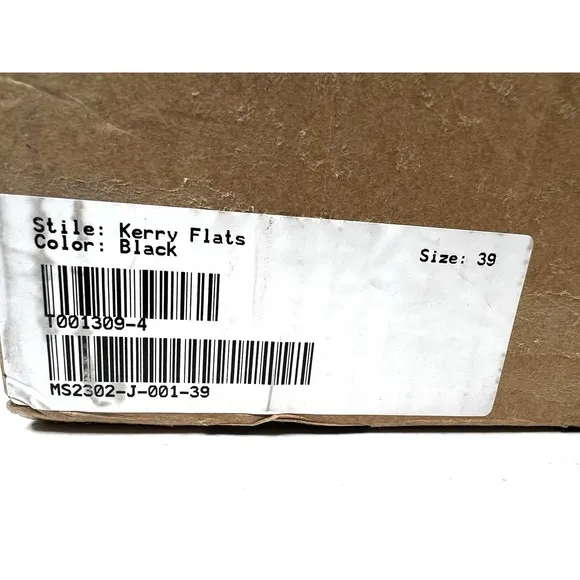 Stile: Kerry Flats
Color: Black
Size: 39
T001309-4
MS2302-J-001-39